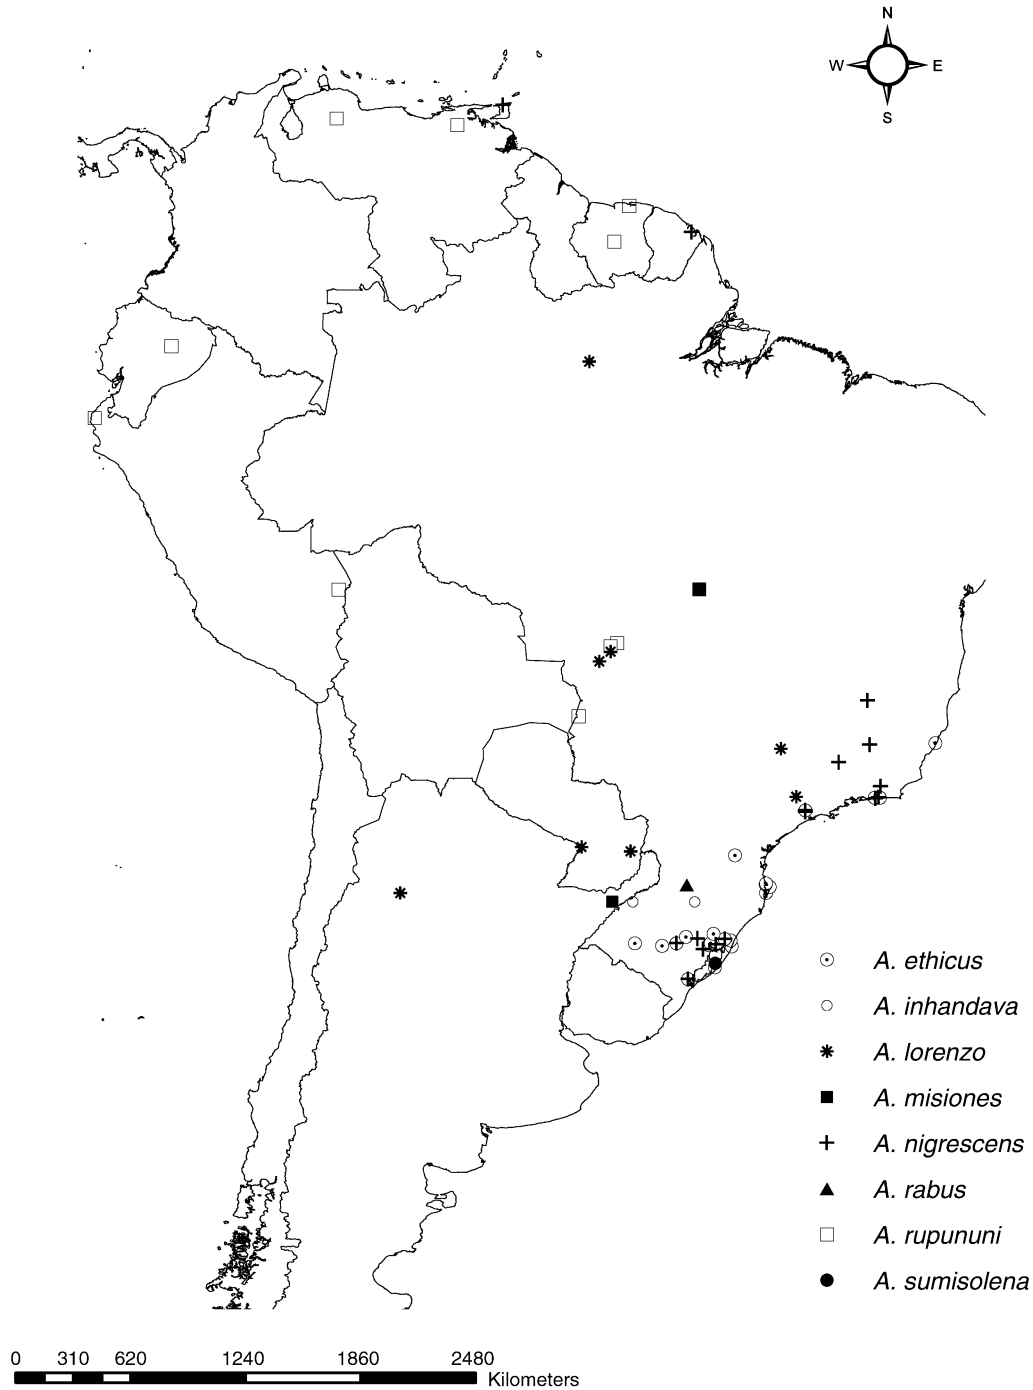 N
W E
S
A. ethicus
A. inhandava
A. lorenzo
A. misiones
A. nigrescens
A. rabus
A. rupununi
A. sumisolena
0 310 620 1240 1860 2480
Kilometers